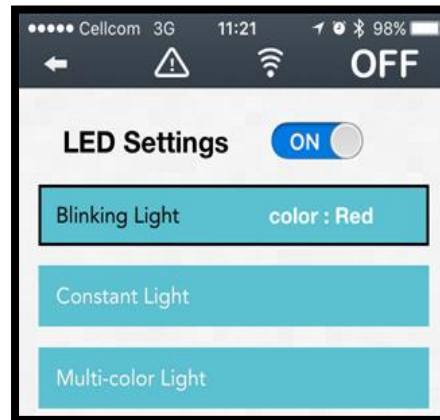 Cellcom 3G 11:21 98%
OFF
LED Settings ON
Blinking Light color : Red
Constant Light
Multi-color Light